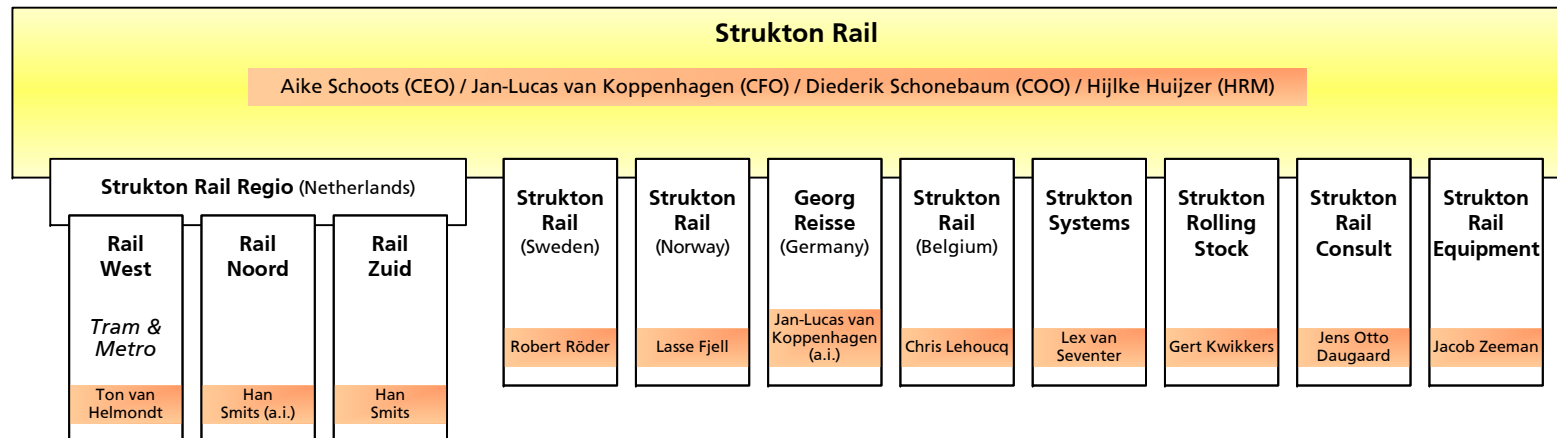 Strukton Rail
Aike Schoots (CEO) / Jan-Lucas van Koppenhagen (CFO) / Diederik Schonebaum (COO) / Hijlke Huijzer (HRM)
Strukton Rail Regio (Netherlands)
Rail
West
Tram &
Metro
Ton van
Helmondt
Rail
Noord
Han
Smits (a.i.)
Rail
Zuid
Han
Smits
Strukton
Rail
(Sweden)
Robert Röder
Strukton
Rail
(Norway)
Lasse Fjell
Georg
Reisse
(Germany)
Jan-Lucas van
Koppenhagen
(a.i.)
Strukton
Rail
(Belgium)
Chris Lehoucq
Strukton
Systems
Lex van
Seventer
Strukton
Rolling
Stock
Gert Kwikkers
Strukton
Rail
Consult
Jens Otto
Daugaard
Strukton
Rail
Equipment
Jacob Zeeman